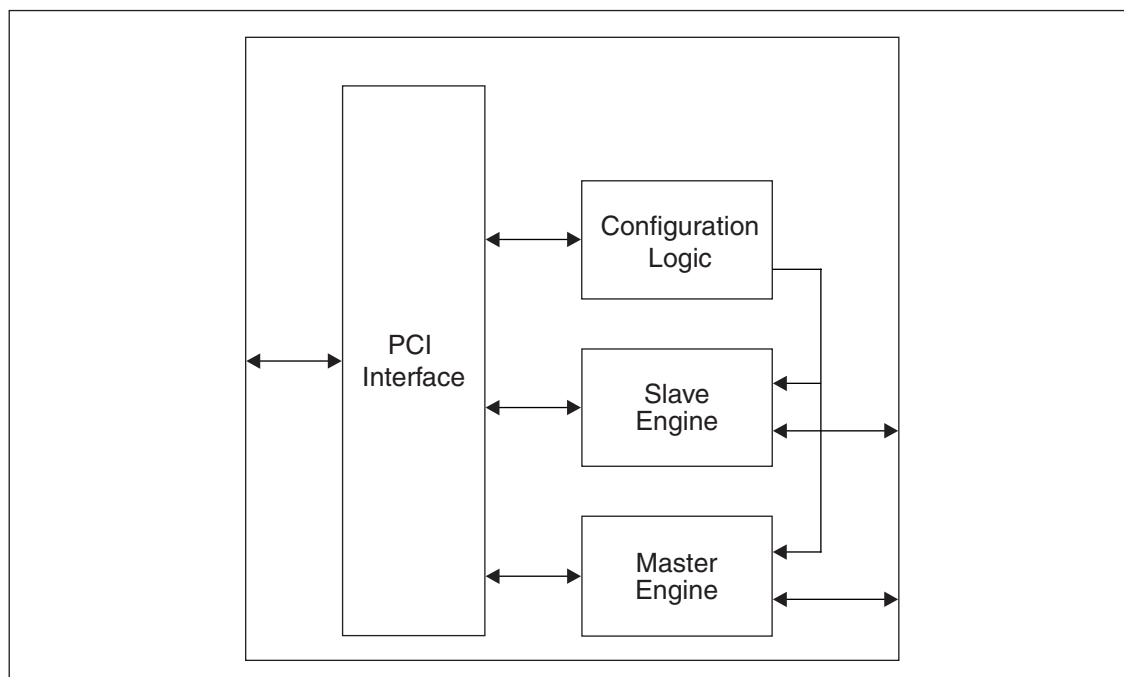 Configuration
Logic
PCI
Interface
Slave
Engine
Master
Engine